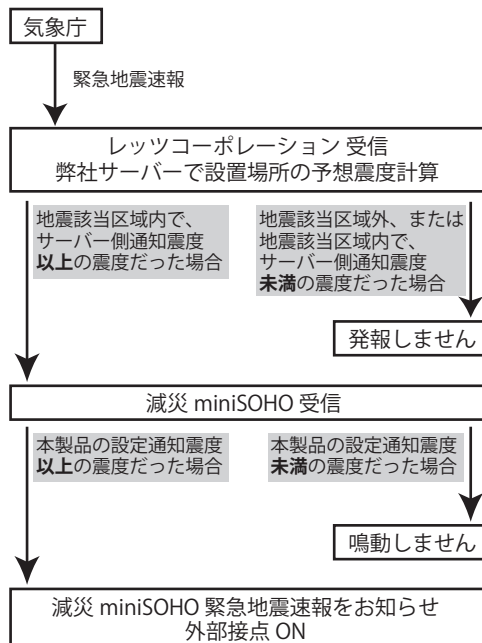 気象庁
緊急地震速報
レッツコーポレーション 受信
弊社サーバーで設置場所の予想震度計算
地震該当区域内で、
サーバー側通知震度
以上の震度だった場合
地震該当区域外、または
地震該当区域内で、
サーバー側通知震度
未満の震度だった場合
発報しません
減災 miniSOHO 受信
本製品の設定通知震度
以上の震度だった場合
本製品の設定通知震度
未満の震度だった場合
鳴動しません
減災 miniSOHO 緊急地震速報をお知らせ
外部接点 ON